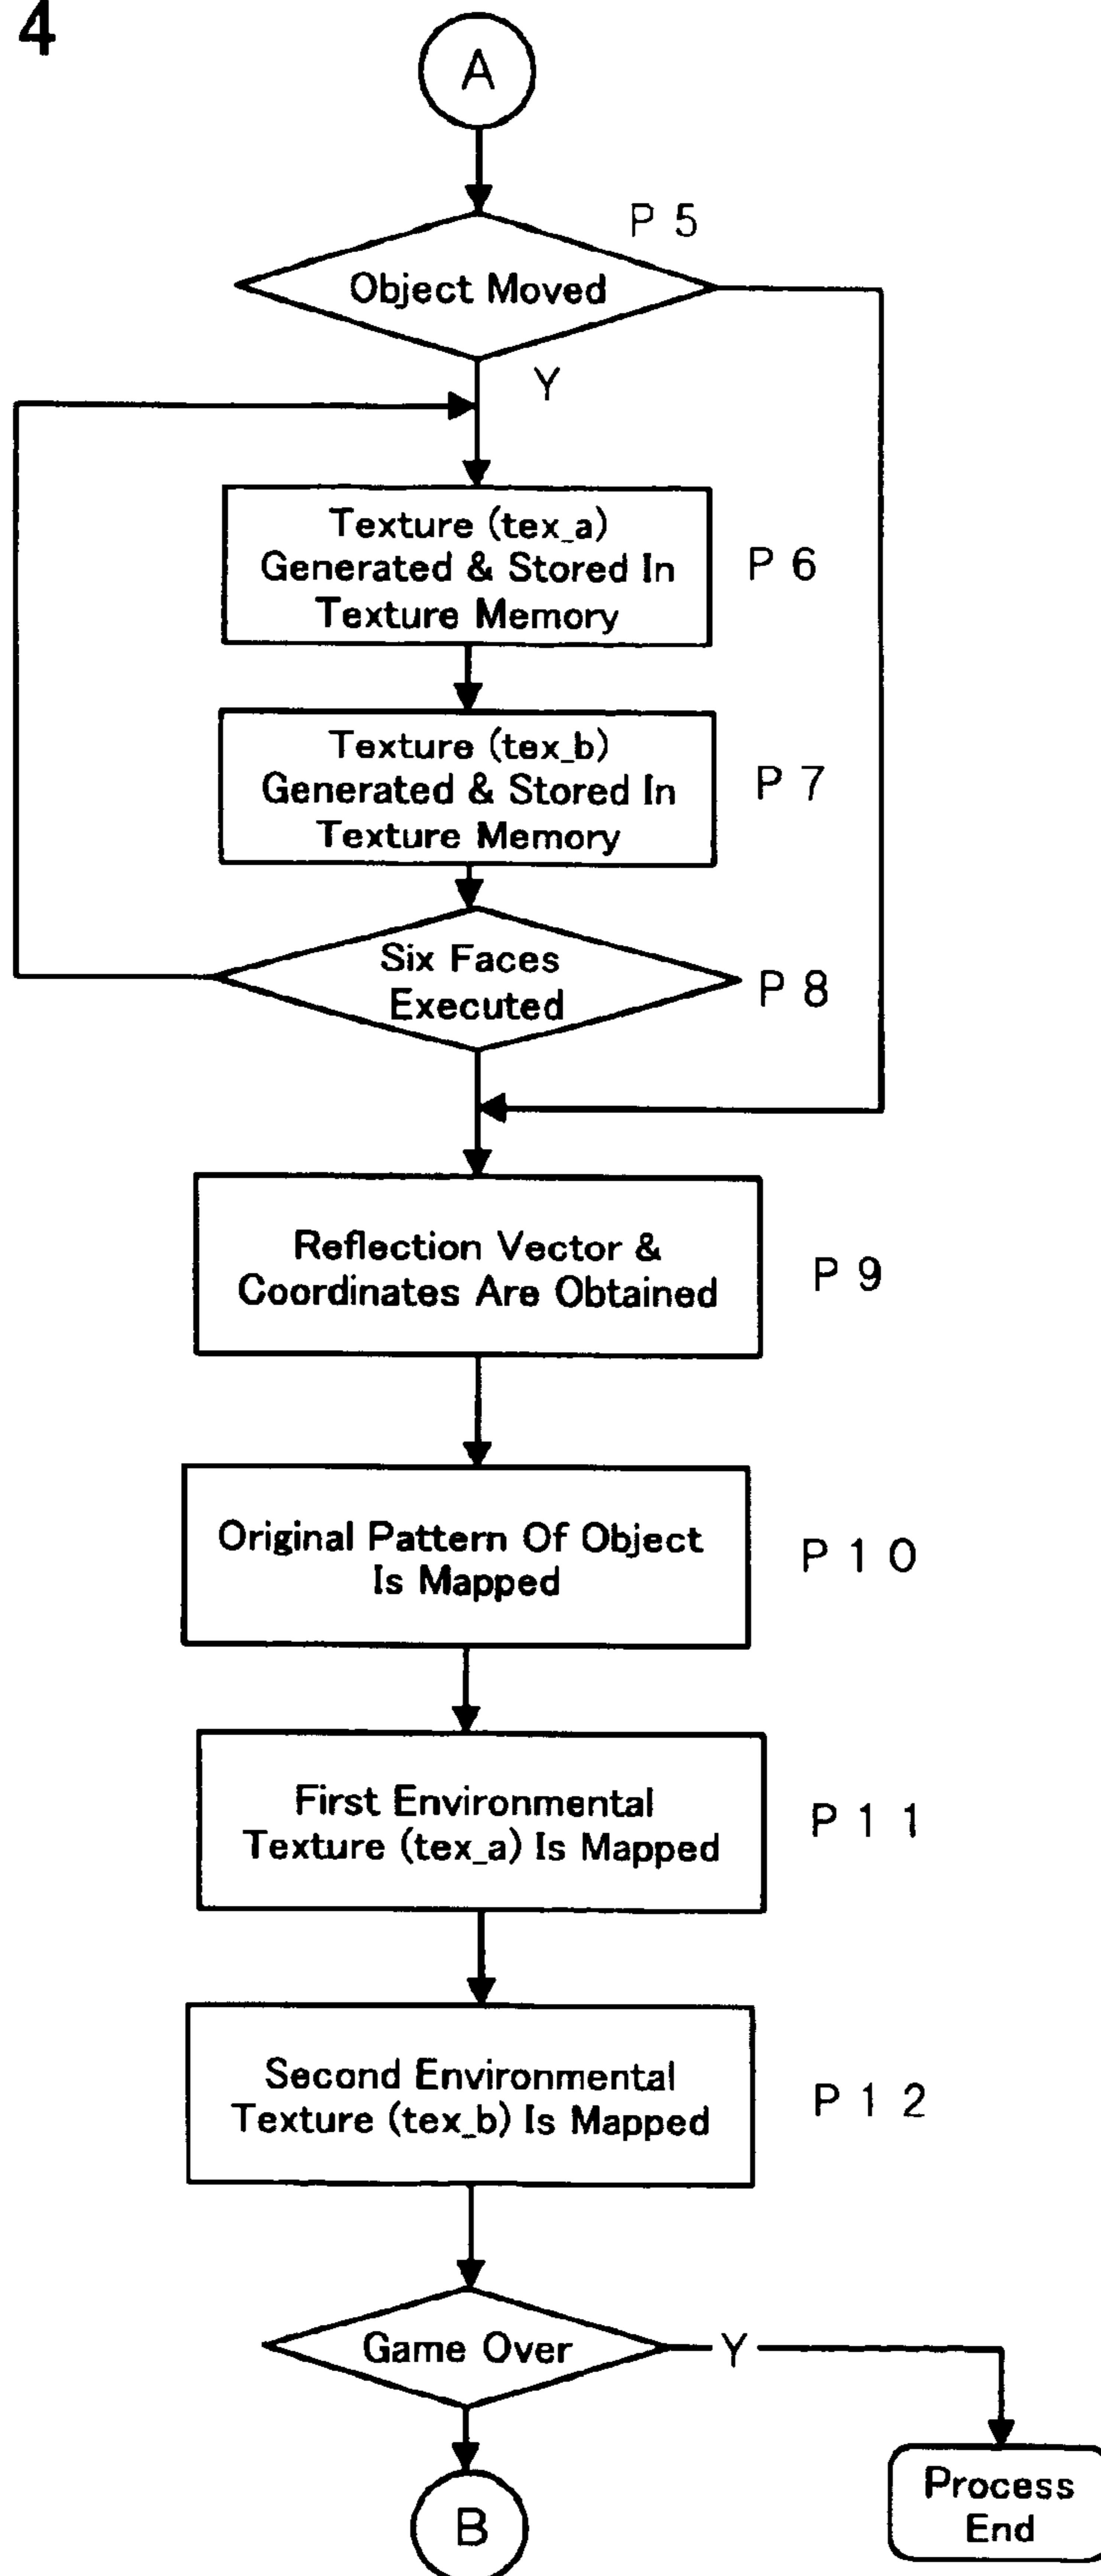 4
A
P 5
Object Moved
Y
Texture (tex_a)
Generated & Stored In
Texture Memory
P 6
Texture (tex_b)
Generated & Stored In
Texture Memory
P 7
Six Faces
Executed
P 8
Reflection Vector &
Coordinates Are Obtained
P 9
Original Pattern Of Object
Is Mapped
P 1 0
First Environmental
Texture (tex_a) Is Mapped
P 1 1
Second Environmental
Texture (tex_b) Is Mapped
P 1 2
Game Over
Y
Process
End
B